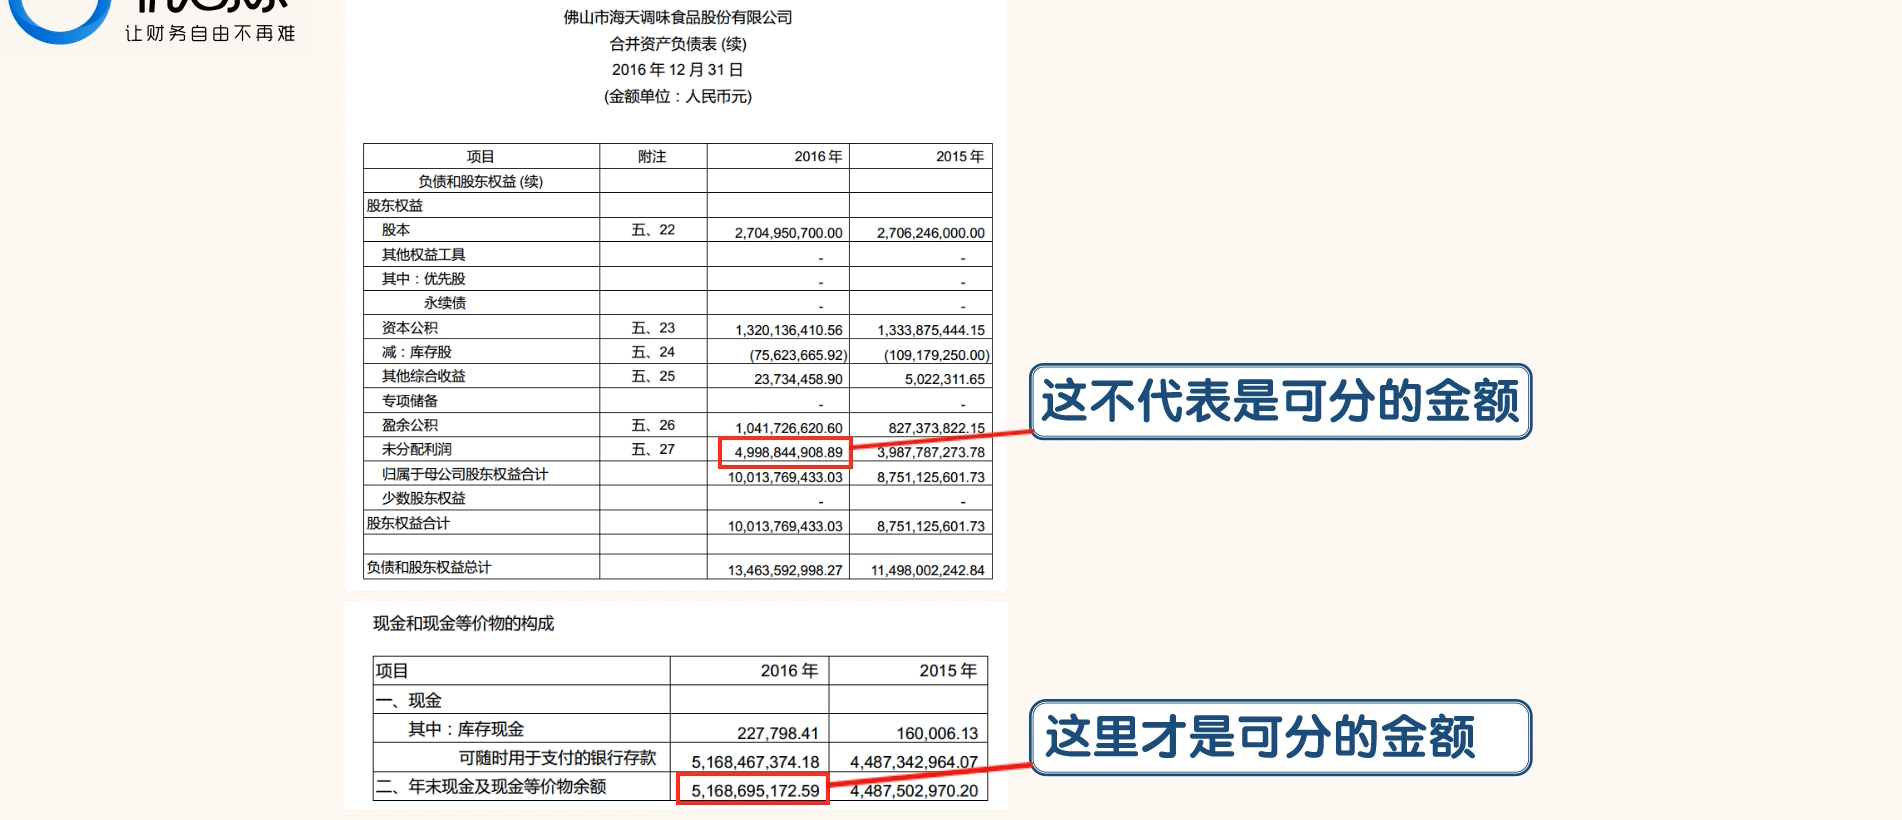 让财务自由不再难
佛山市海天调味食品股份有限公司
合并资产负债表 (续)
2016 年 12 月 31 日
(金额单位：人民币元)
项目 附注 2016 年 2015 年
负债和股东权益 (续)
股东权益
股本 五、22 2,704,950,700.00 2,706,246,000.00
其他权益工具 - -
其中：优先股 - -
永续债 - -
资本公积 五、23 1,320,136,410.56 1,333,875,444.15
减：库存股 五、24 (75,623,665.92) (109,179,250.00)
其他综合收益 五、25 23,734,458.90 5,022,311.65
专项储备 - -
盈余公积 五、26 1,041,726,620.60 827,373,822.15
未分配利润 五、27 4,998,844,908.89 3,987,787,273.78
归属于母公司股东权益合计 10,013,769,433.03 8,751,125,601.73
少数股东权益 - -
股东权益合计 10,013,769,433.03 8,751,125,601.73
负债和股东权益总计 13,463,592,998.27 11,498,002,242.84
这不代表是可分的金额
现金和现金等价物的构成
项目 2016 年 2015 年
一、现金
其中：库存现金 227,798.41 160,006.13
可随时用于支付的银行存款 5,168,467,374.18 4,487,342,964.07
二、年末现金及现金等价物余额 5,168,695,172.59 4,487,502,970.20
这里才是可分的金额